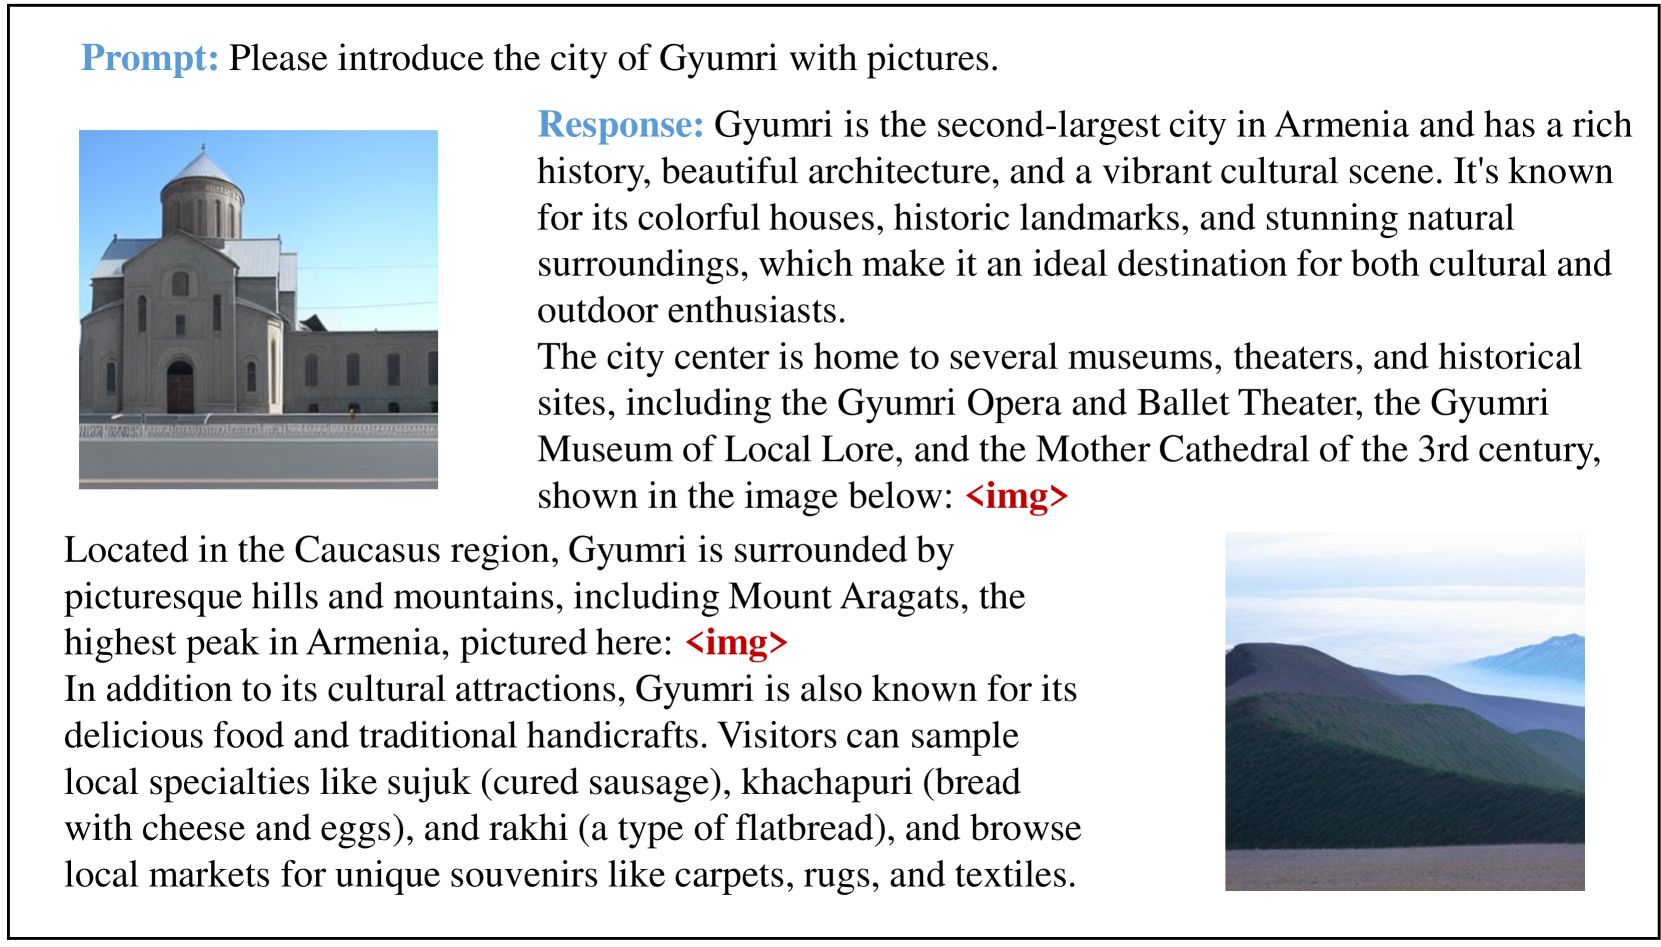 Prompt: Please introduce the city of Gyumri with pictures.
Response: Gyumri is the second-largest city in Armenia and has a rich
history, beautiful architecture, and a vibrant cultural scene. It's known
for its colorful houses, historic landmarks, and stunning natural
surroundings, which make it an ideal destination for both cultural and
outdoor enthusiasts.
The city center is home to several museums, theaters, and historical
sites, including the Gyumri Opera and Ballet Theater, the Gyumri
Museum of Local Lore, and the Mother Cathedral of the 3rd century,
shown in the image below: <img>
Located in the Caucasus region, Gyumri is surrounded by
picturesque hills and mountains, including Mount Aragats, the
highest peak in Armenia, pictured here: <img>
In addition to its cultural attractions, Gyumri is also known for its
delicious food and traditional handicrafts. Visitors can sample
local specialties like sujuk (cured sausage), khachapuri (bread
with cheese and eggs), and rakhi (a type of flatbread), and browse
local markets for unique souvenirs like carpets, rugs, and textiles.